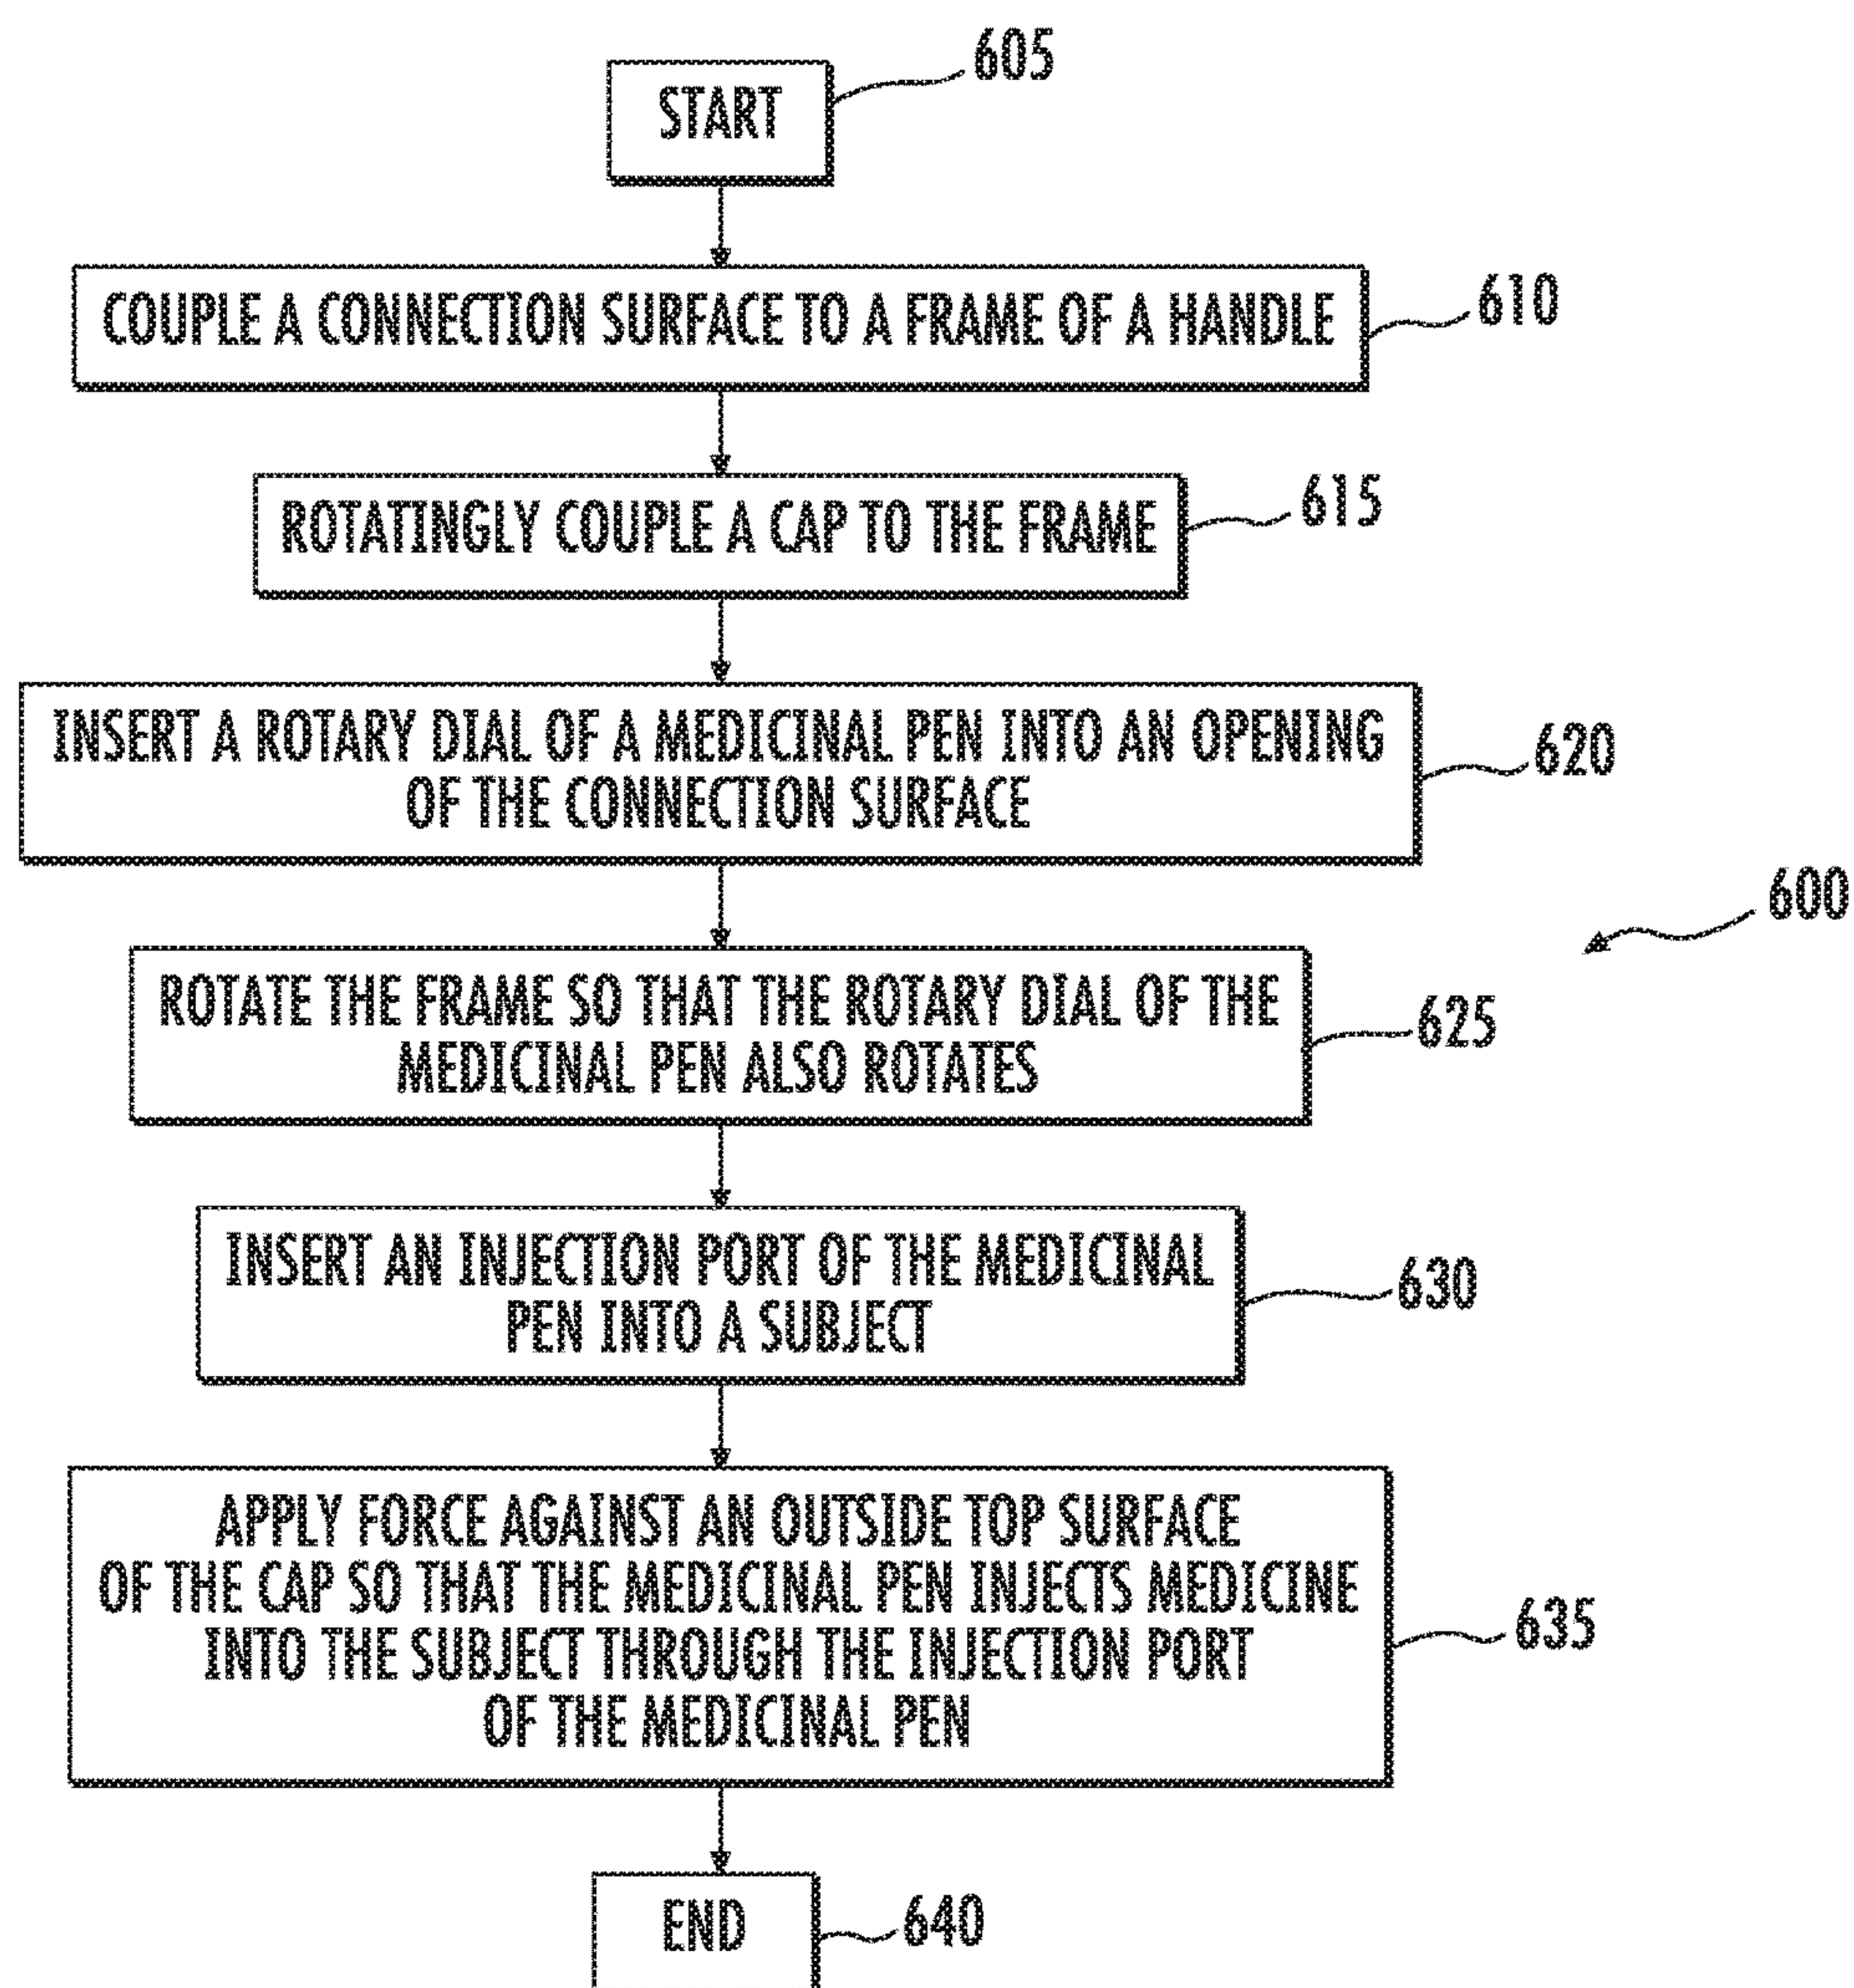 START
605
COUPLE A CONNECTION SURFACE TO A FRAME OF A HANDLE
610
ROTATINGLY COUPLE A CAP TO THE FRAME
615
INSERT A ROTARY DIAL OF A MEDICINAL PEN INTO AN OPENING
OF THE CONNECTION SURFACE
620
600
ROTATE THE FRAME SO THAT THE ROTARY DIAL OF THE
MEDICINAL PEN ALSO ROTATES
625
INSERT AN INJECTION PORT OF THE MEDICINAL
PEN INTO A SUBJECT
630
APPLY FORCE AGAINST AN OUTSIDE TOP SURFACE
OF THE CAP SO THAT THE MEDICINAL PEN INJECTS MEDICINE
INTO THE SUBJECT THROUGH THE INJECTION PORT
OF THE MEDICINAL PEN
635
END
640